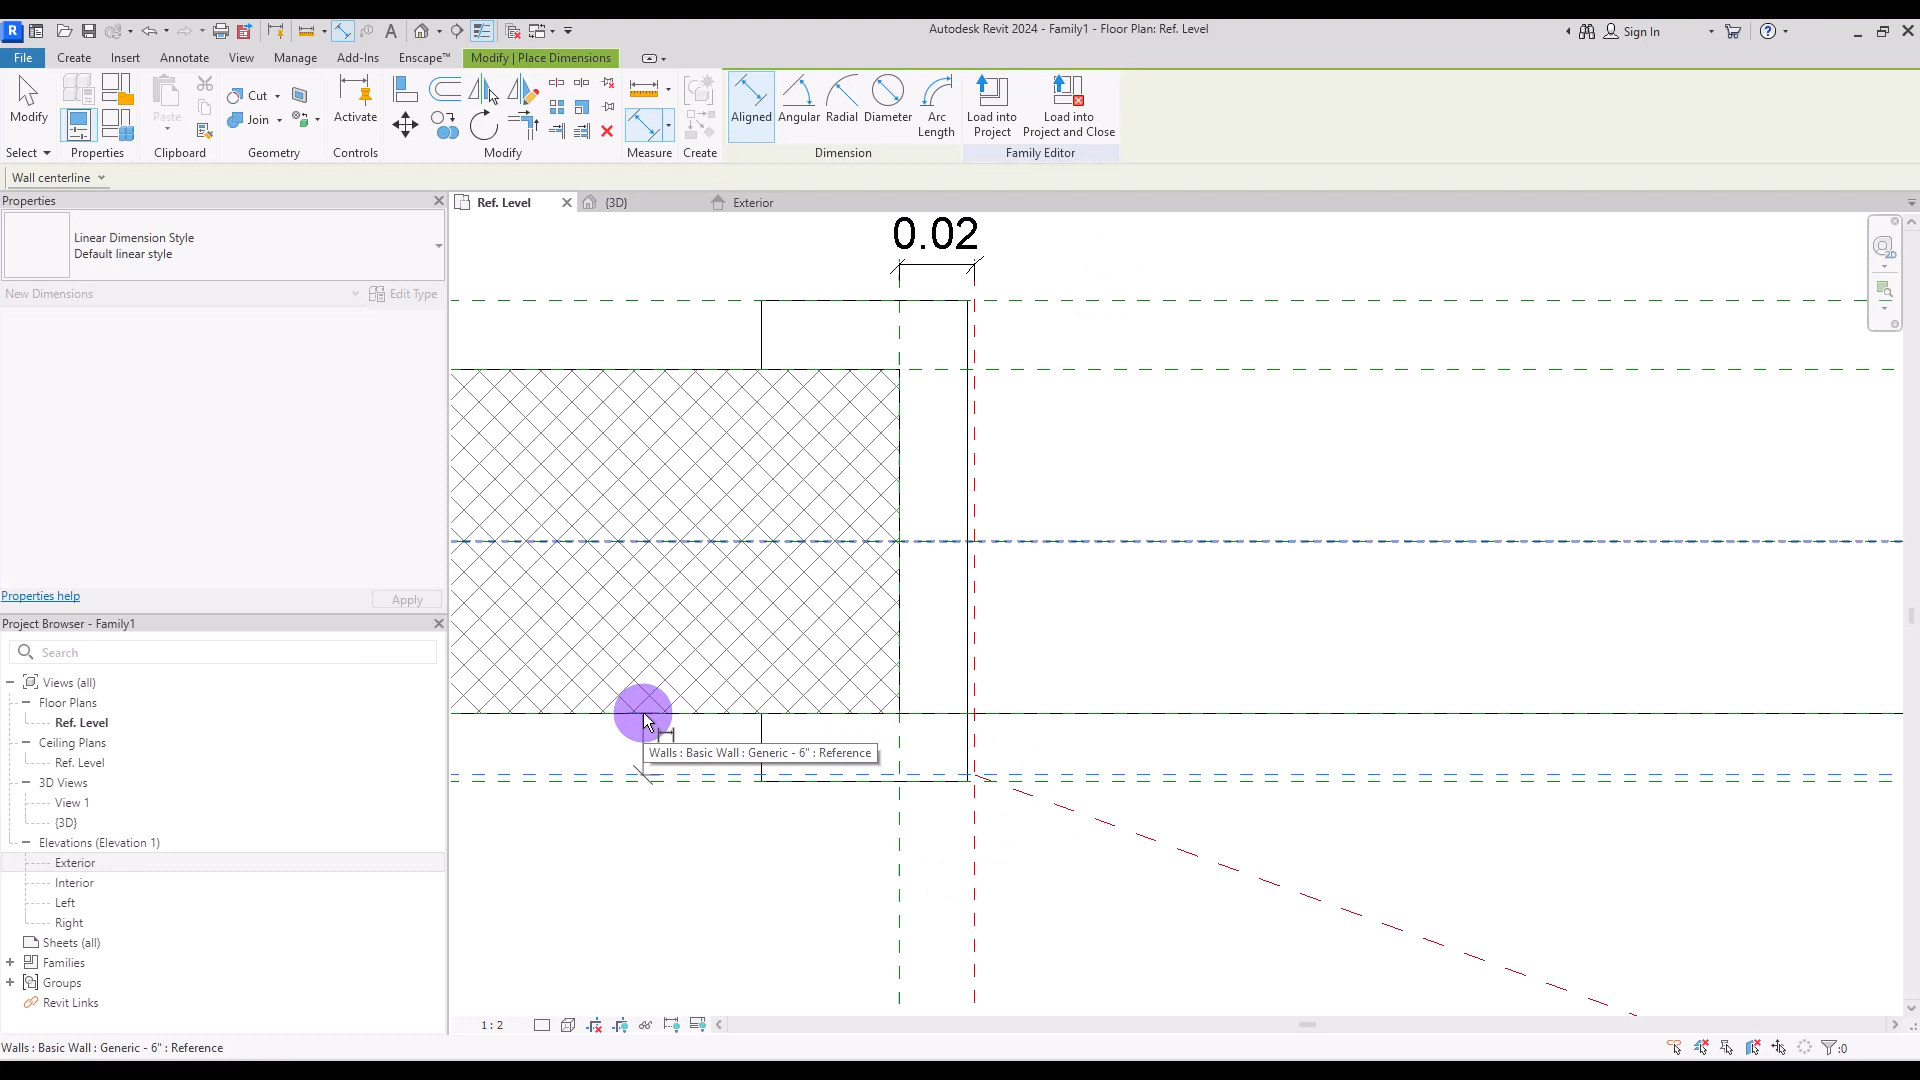 Autodesk Revit 2024 - Family1 - Floor Plan: Ref. Level
Sign In
File
Create
Insert
Annotate
View
Manage
Add-Ins
Enscape™
Modify | Place Dimensions
Modify
Paste
Cut
Join
Activate
Aligned
Angular
Radial
Diameter
Arc
Length
Load into
Project
Load into
Project and Close
Select
Properties
Clipboard
Geometry
Controls
Modify
Measure
Create
Dimension
Family Editor
Wall centerline
Properties
Linear Dimension Style
Default linear style
New Dimensions
Edit Type
Properties help
Apply
Project Browser - Family1
Search
Views (all)
Floor Plans
Ref. Level
Ceiling Plans
Ref. Level
3D Views
View 1
{3D}
Elevations (Elevation 1)
Exterior
Interior
Left
Right
Sheets (all)
Families
Groups
Revit Links
Ref. Level
{3D}
Exterior
0.02
2D
Walls : Basic Wall : Generic - 6" : Reference
1 : 2
Walls : Basic Wall : Generic - 6" : Reference
:0